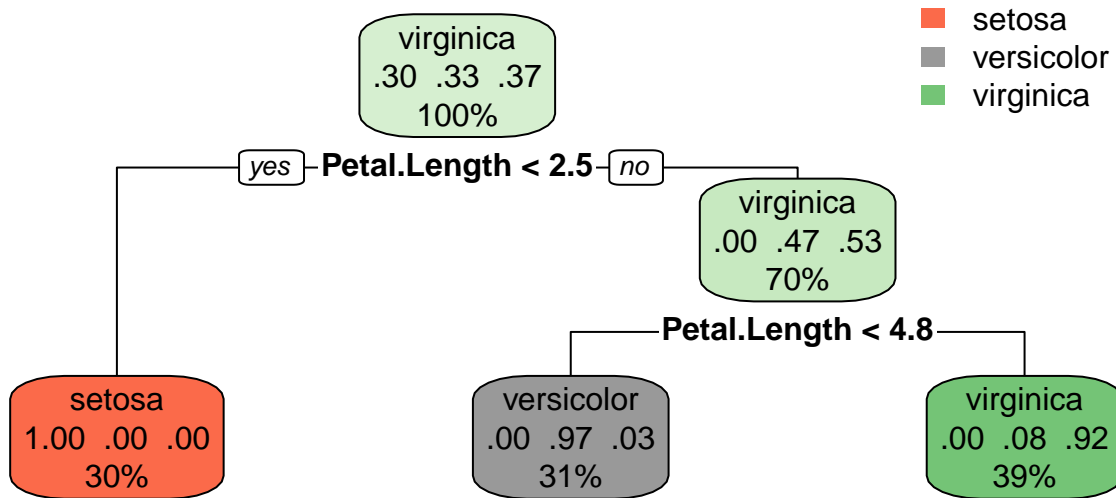 virginica
.30 .33 .37
100%
setosa
versicolor
virginica
yes Petal.Length < 2.5 no
virginica
.00 .47 .53
70%
Petal.Length < 4.8
setosa
1.00 .00 .00
30%
versicolor
.00 .97 .03
31%
virginica
.00 .08 .92
39%